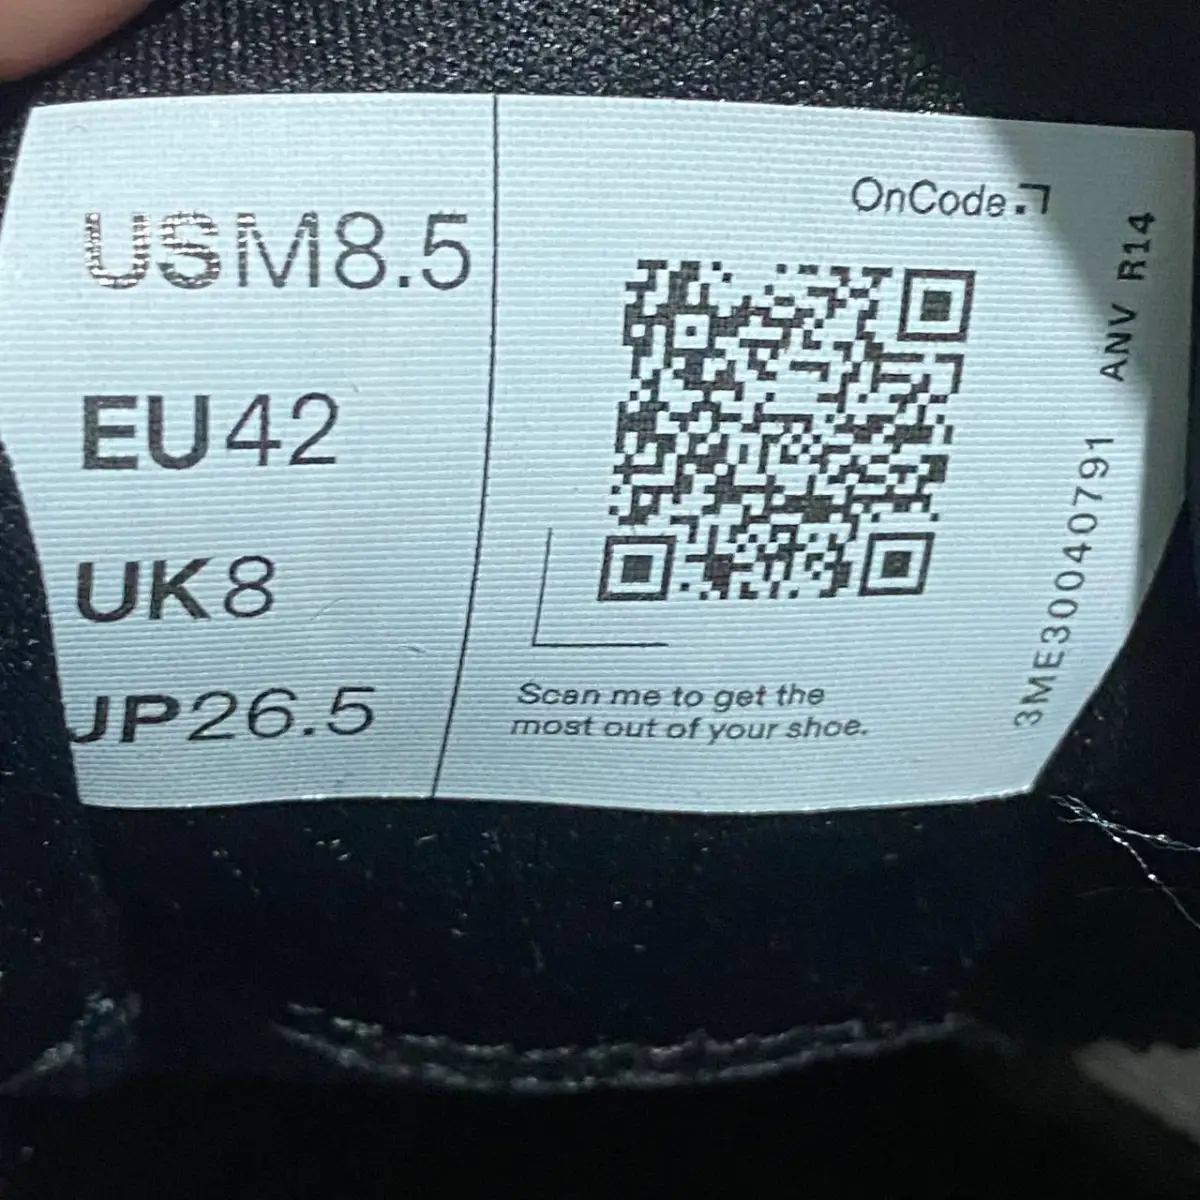 USM8.5
EU42
UK8
JP26.5
OnCode
Scan me to get the
most out of your shoe.
3ME30040791 ANV R14